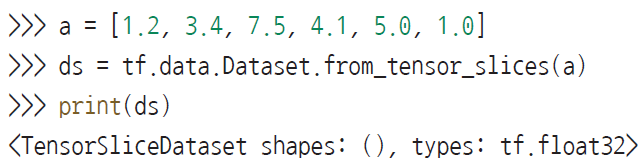 >>> a = [1.2, 3.4, 7.5, 4.1, 5.0, 1.0]
>>> ds = tf.data.Dataset.from_tensor_slices(a)
>>> print(ds)
<TensorSliceDataset shapes: (), types: tf.float32>